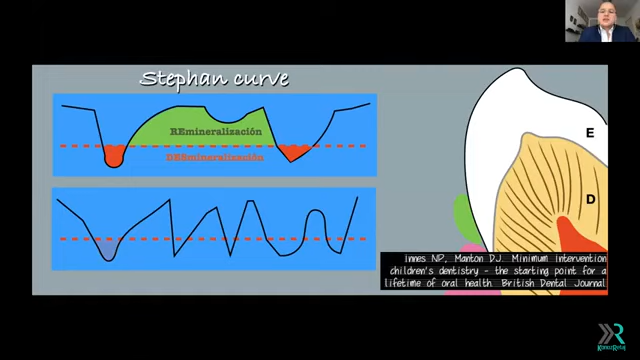 Stephan curve
REmineralización
DESmineralización
E
D
Innes NP, Manton DJ. Minimum intervention
children's dentistry - the starting point for a
lifetime of oral health. British Dental Journal.